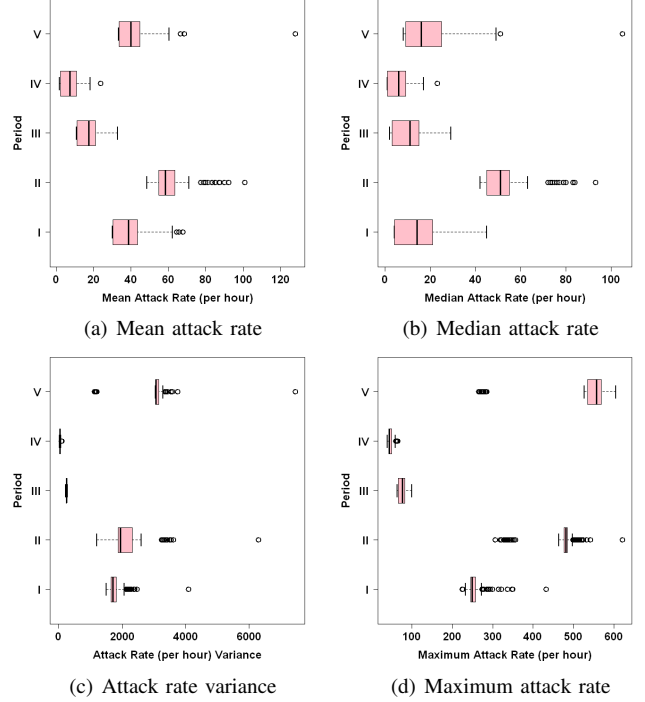 V
IV
III
II
I
Period
0 20 40 60 80 100 120
Mean Attack Rate (per hour)
(a) Mean attack rate
V
IV
III
II
I
Period
0 20 40 60 80 100
Median Attack Rate (per hour)
(b) Median attack rate
V
IV
III
II
I
Period
0 2000 4000 6000
Attack Rate (per hour) Variance
(c) Attack rate variance
V
IV
III
II
I
Period
100 200 300 400 500 600
Maximum Attack Rate (per hour)
(d) Maximum attack rate